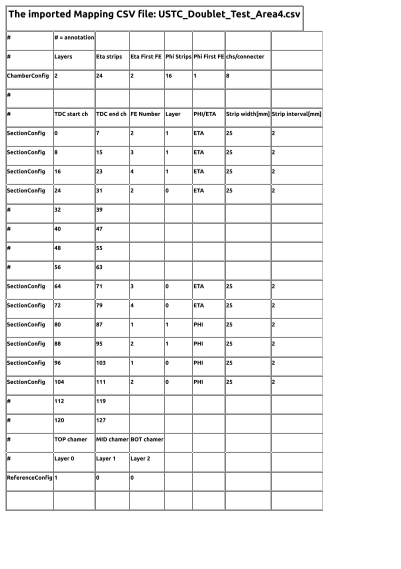 The imported Mapping CSV file: USTC_Doublet_Test_Area4.csv
# # = annotation
# Layers Eta strips Eta First FE Phi Strips Phi First FE chs/connecter
ChamberConfig 2 24 2 16 1 8
#
# TDC start ch TDC end ch FE Number Layer PHI/ETA Strip width[mm] Strip interval[mm]
SectionConfig 0 7 2 1 ETA 25 2
SectionConfig 8 15 3 1 ETA 25 2
SectionConfig 16 23 4 1 ETA 25 2
SectionConfig 24 31 2 0 ETA 25 2
# 32 39
# 40 47
# 48 55
# 56 63
SectionConfig 64 71 3 0 ETA 25 2
SectionConfig 72 79 4 0 ETA 25 2
SectionConfig 80 87 1 1 PHI 25 2
SectionConfig 88 95 2 1 PHI 25 2
SectionConfig 96 103 1 0 PHI 25 2
SectionConfig 104 111 2 0 PHI 25 2
# 112 119
# 120 127
# TOP chamer MID chamer BOT chamer
# Layer 0 Layer 1 Layer 2
ReferenceConfig 1 0 0